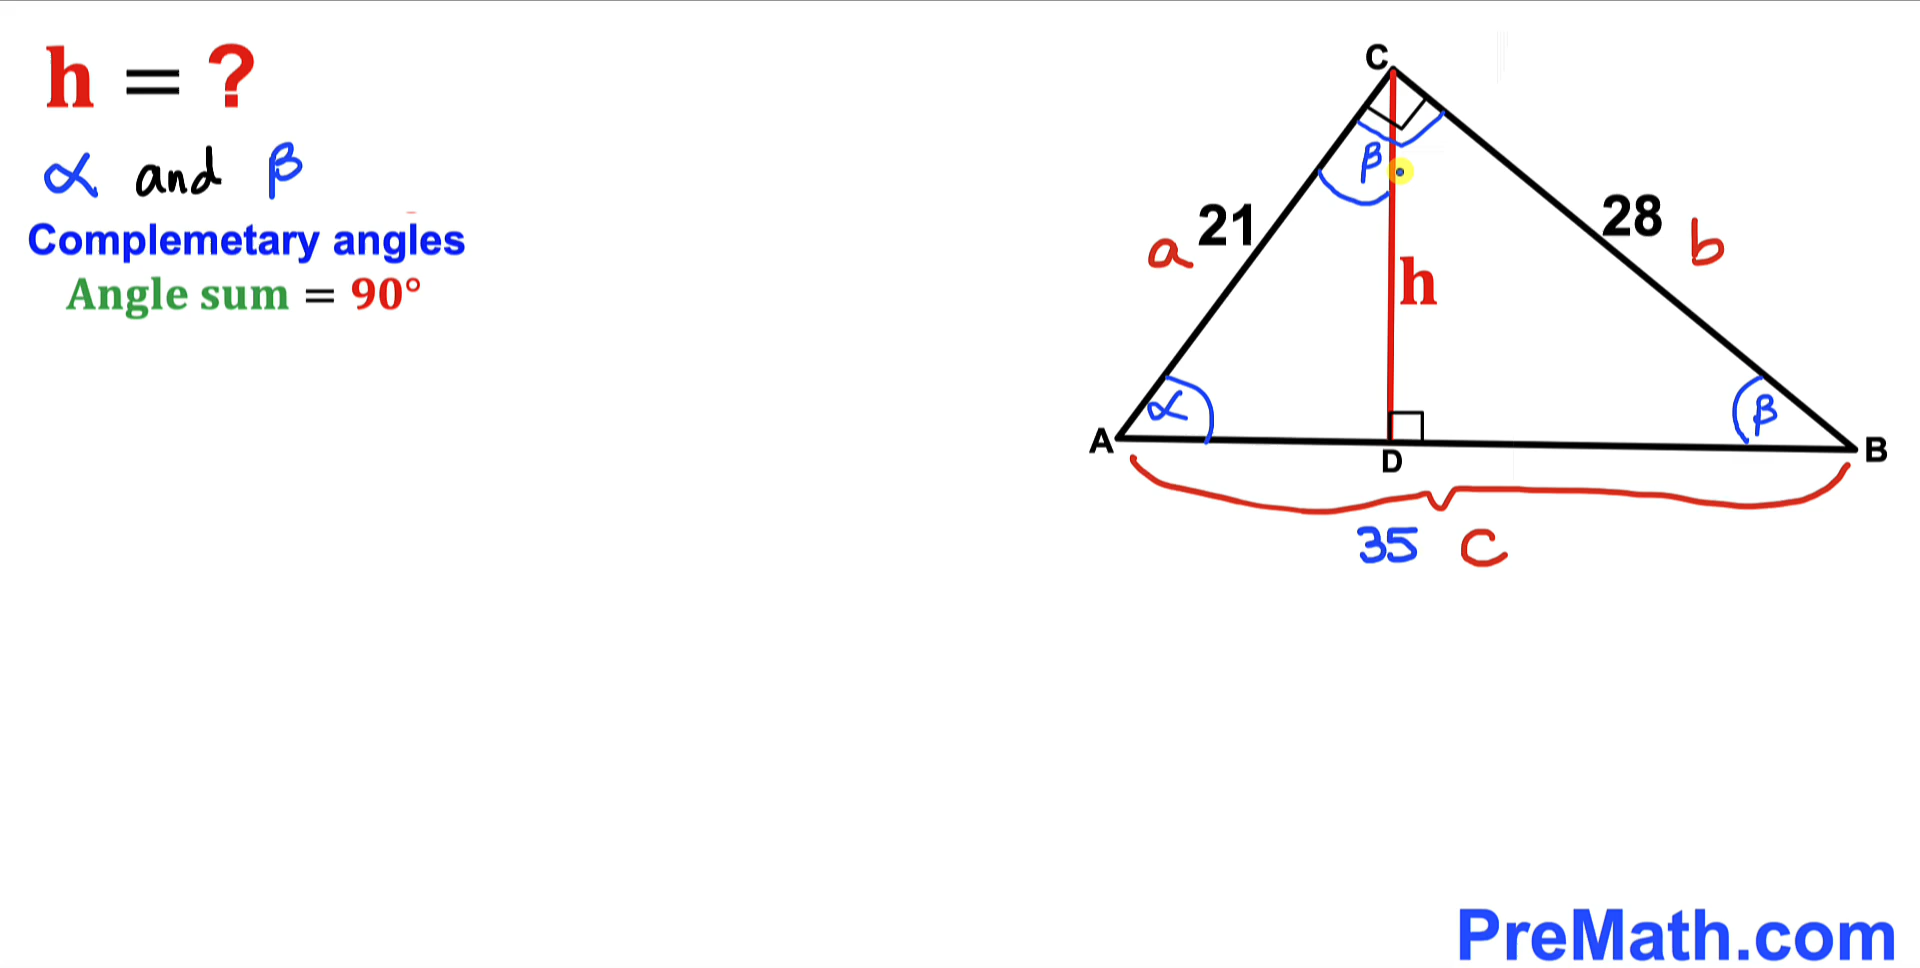 h = ?
α and β
Complemetary angles
Angle sum = 90°
C
β
21
a
28
b
h
α
β
A
D
B
35 C
PreMath.com